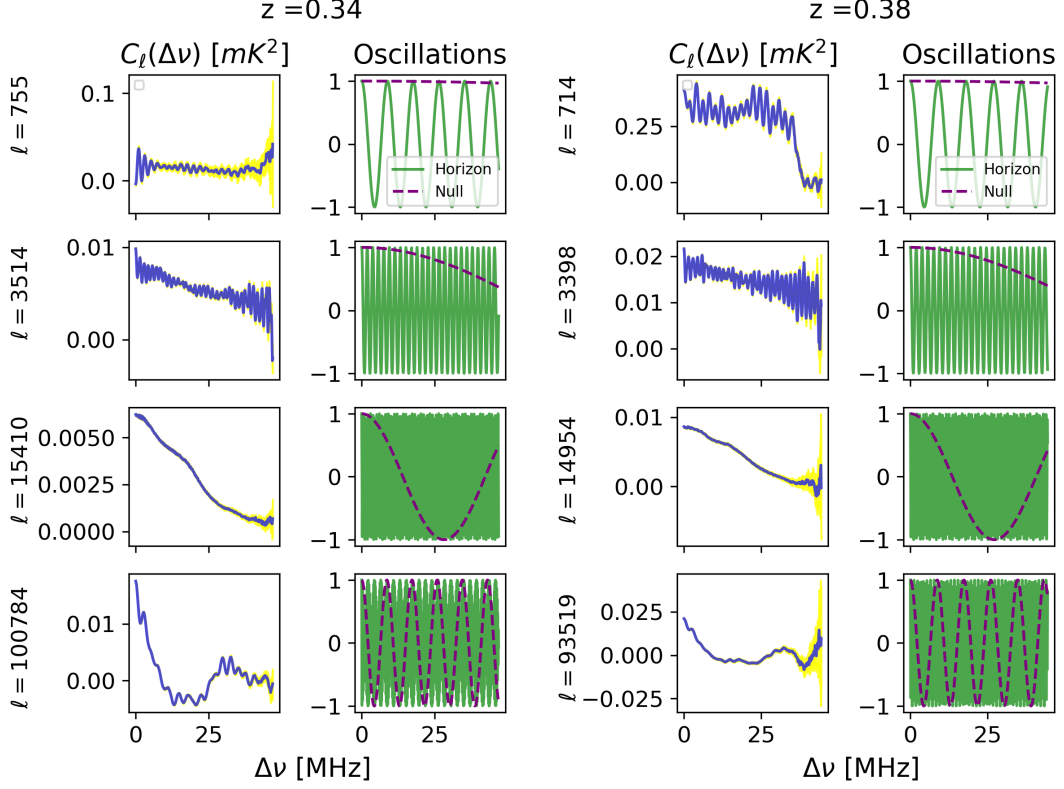 z =0.34
z =0.38
C_ℓ(Δν) [mK²]
Oscillations
C_ℓ(Δν) [mK²]
Oscillations
ℓ = 755
0.1
0.0
1
0
−1
Horizon
Null
ℓ = 714
0.25
0.00
1
0
−1
Horizon
Null
ℓ = 3514
0.01
0.00
1
0
−1
ℓ = 3398
0.02
0.01
0.00
1
0
−1
ℓ = 15410
0.0050
0.0025
0.0000
1
0
−1
ℓ = 14954
0.01
0.00
1
0
−1
ℓ = 100784
0.01
0.00
1
0
−1
ℓ = 93519
0.025
0.000
−0.025
1
0
−1
0 25
0 25
0 25
0 25
Δν [MHz]
Δν [MHz]